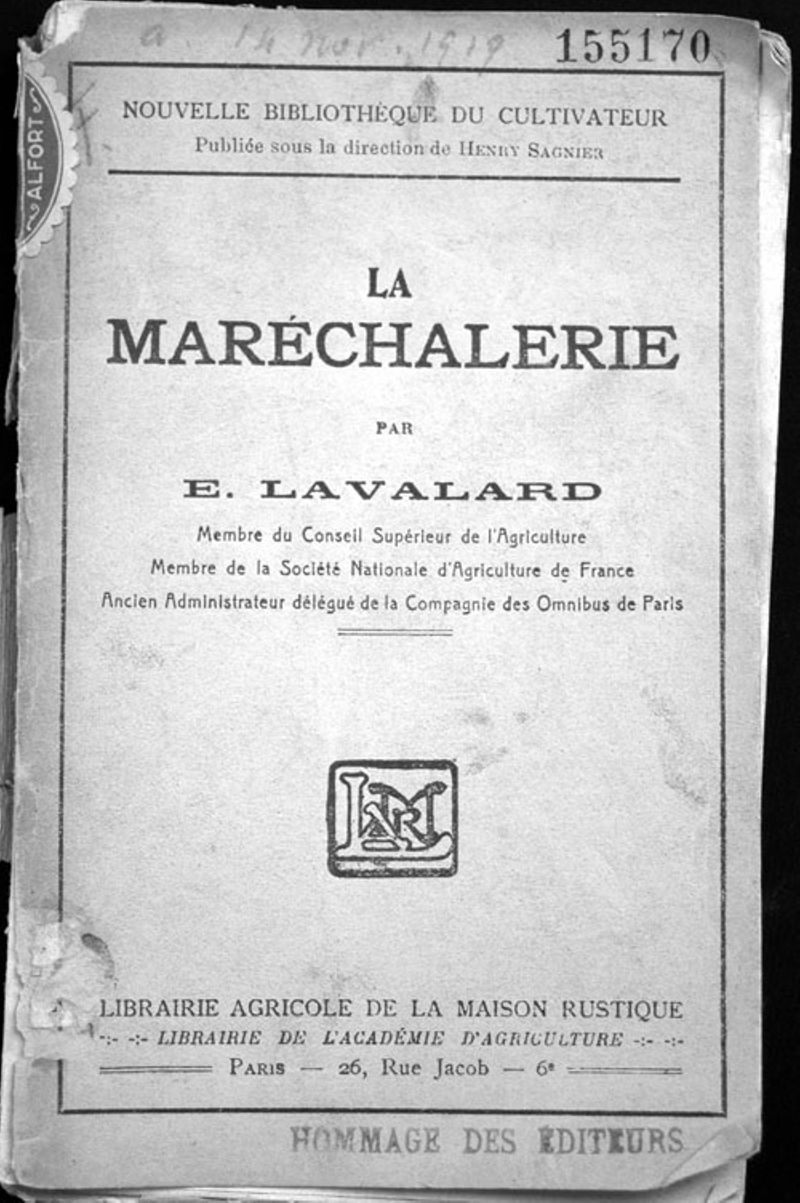 a. 14 nov. 1919
155170
ALFORT
NOUVELLE BIBLIOTHÈQUE DU CULTIVATEUR
Publiée sous la direction de HENRY SAGNIER
LA
MARÉCHALERIE
PAR
E. LAVALARD
Membre du Conseil Supérieur de l'Agriculture
Membre de la Société Nationale d'Agriculture de France
Ancien Administrateur délégué de la Compagnie des Omnibus de Paris
LARM
LIBRAIRIE AGRICOLE DE LA MAISON RUSTIQUE
-:- -:- LIBRAIRIE DE L'ACADÉMIE D'AGRICULTURE -:- -:-
PARIS — 26, Rue Jacob — 6e
HOMMAGE DES ÉDITEURS